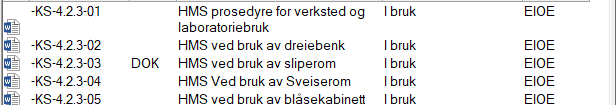 -KS-4.2.3-01 HMS prosedyre for verksted og I bruk EIOE
laboratoriebruk
-KS-4.2.3-02 HMS ved bruk av dreiebenk I bruk EIOE
-KS-4.2.3-03 DOK HMS ved bruk av sliperom I bruk EIOE
-KS-4.2.3-04 HMS Ved bruk av Sveiserom I bruk EIOE
-KS-4.2.3-05 HMS ved bruk av blåsekabinett I bruk EIOE